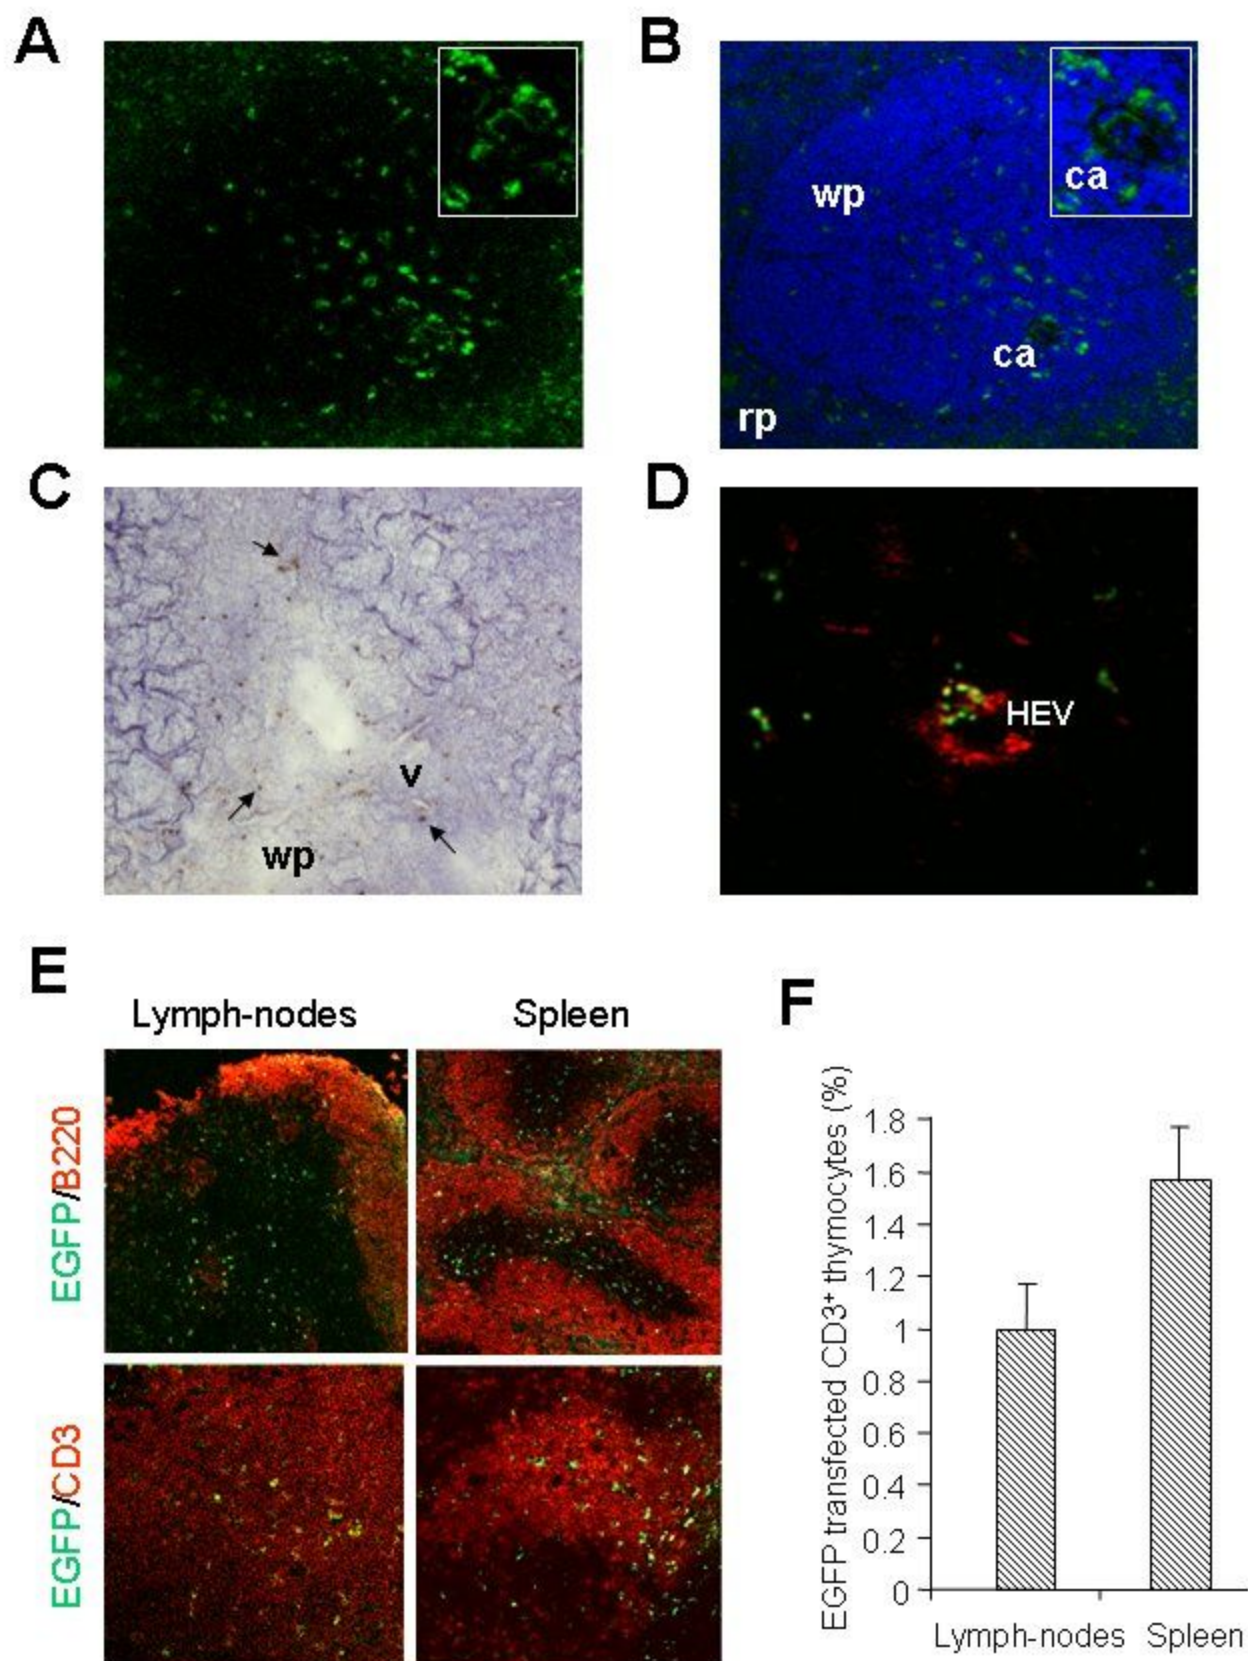 A
B
wp
ca
ca
rp
C
D
v
wp
HEV
E
Lymph-nodes
Spleen
EGFP/B220
EGFP/CD3
F
EGFP transfected CD3⁺ thymocytes (%)
1.8
1.6
1.4
1.2
1
0.8
0.6
0.4
0.2
0
Lymph-nodes
Spleen